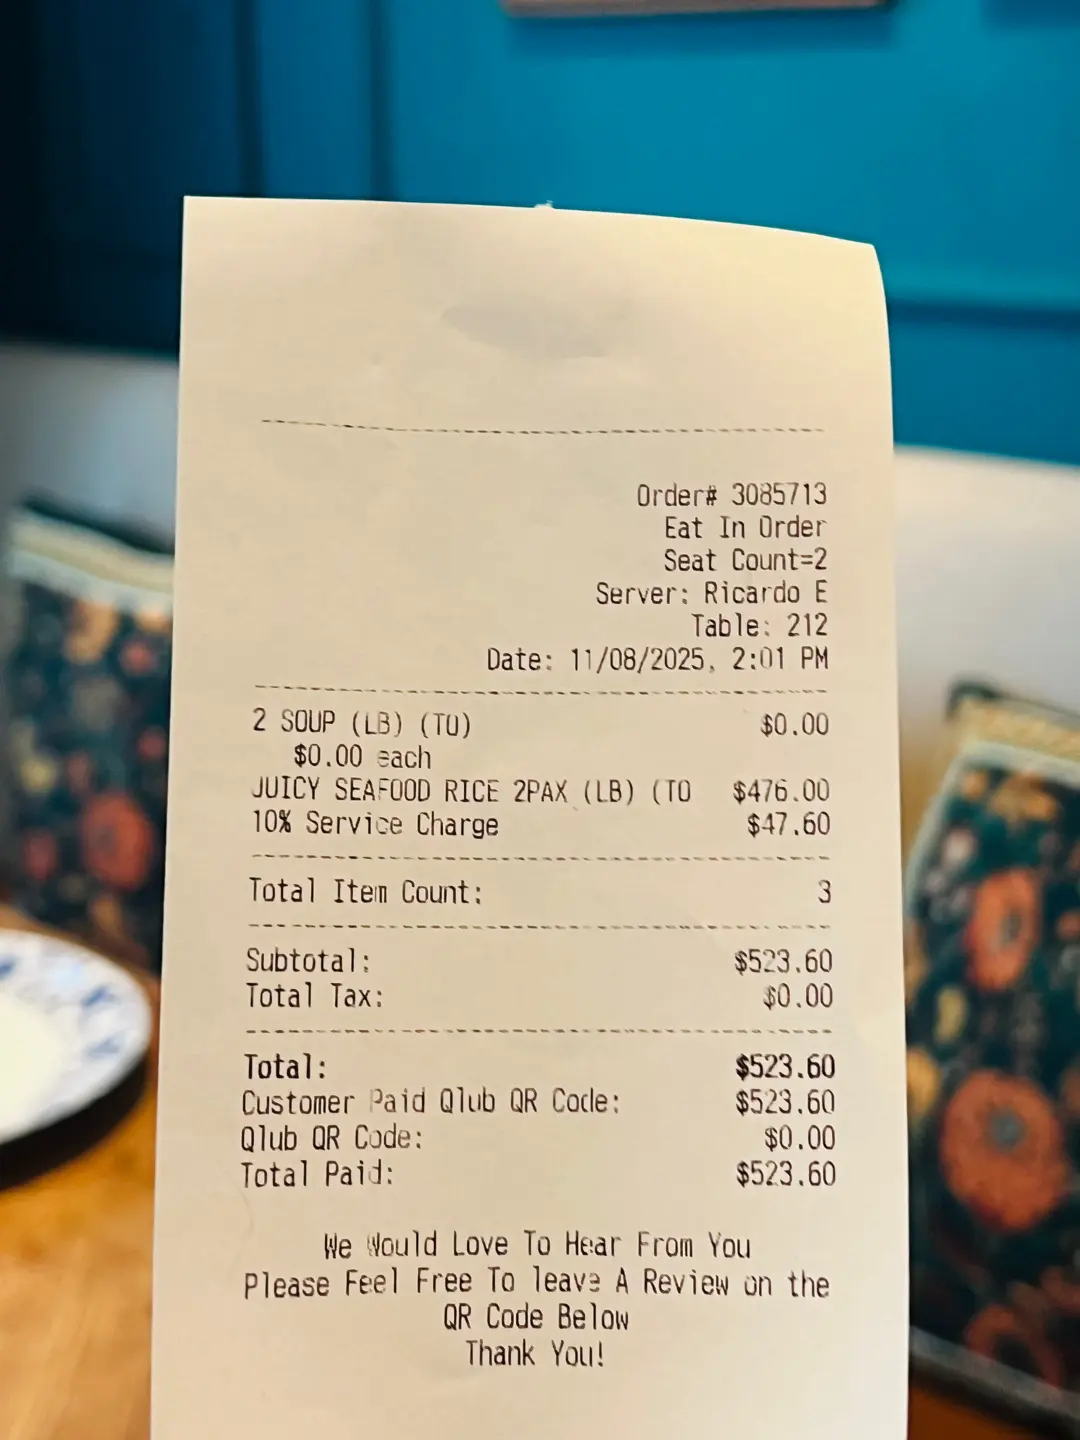 Order# 3085713
Eat In Order
Seat Count=2
Server: Ricardo E
Table: 212
Date: 11/08/2025, 2:01 PM
2 SOUP (LB) (TO) $0.00
$0.00 each
JUICY SEAFOOD RICE 2PAX (LB) (TO $476.00
10% Service Charge $47.60
Total Item Count: 3
Subtotal: $523.60
Total Tax: $0.00
Total: $523.60
Customer Paid Qlub QR Code: $523.60
Qlub QR Code: $0.00
Total Paid: $523.60
We Would Love To Hear From You
Please Feel Free To leave A Review on the
QR Code Below
Thank You!